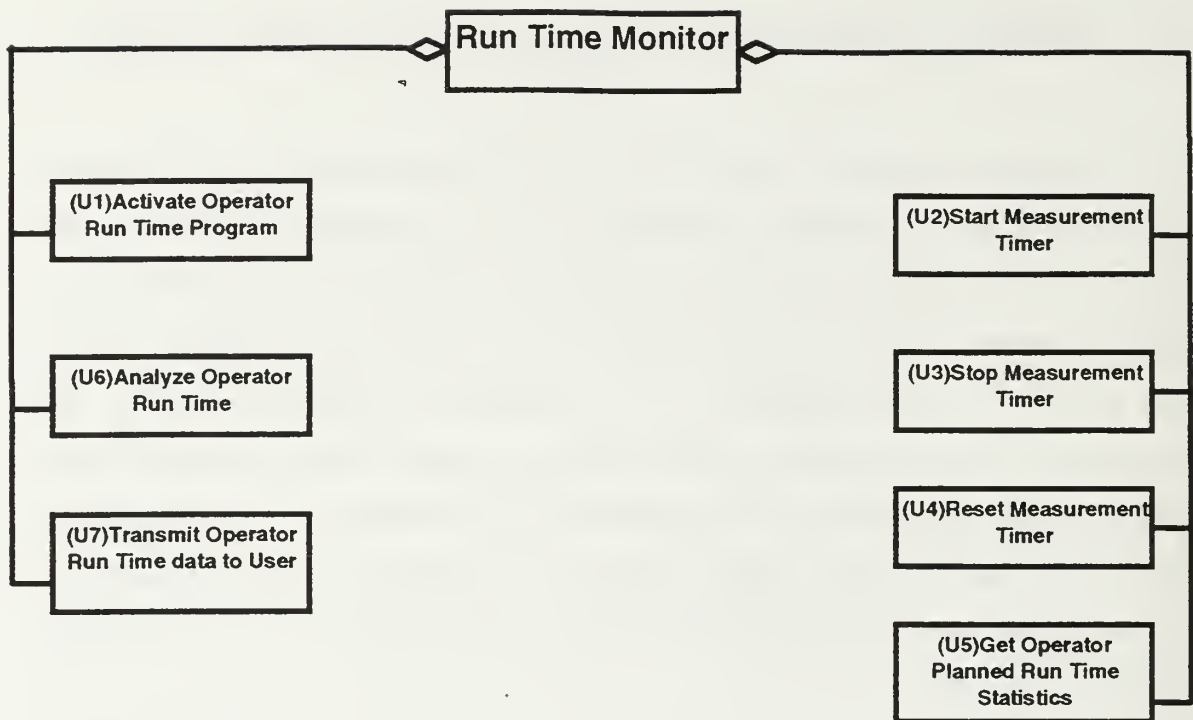 Run Time Monitor
(U1)Activate Operator
Run Time Program
(U6)Analyze Operator
Run Time
(U7)Transmit Operator
Run Time data to User
(U2)Start Measurement
Timer
(U3)Stop Measurement
Timer
(U4)Reset Measurement
Timer
(U5)Get Operator
Planned Run Time
Statistics